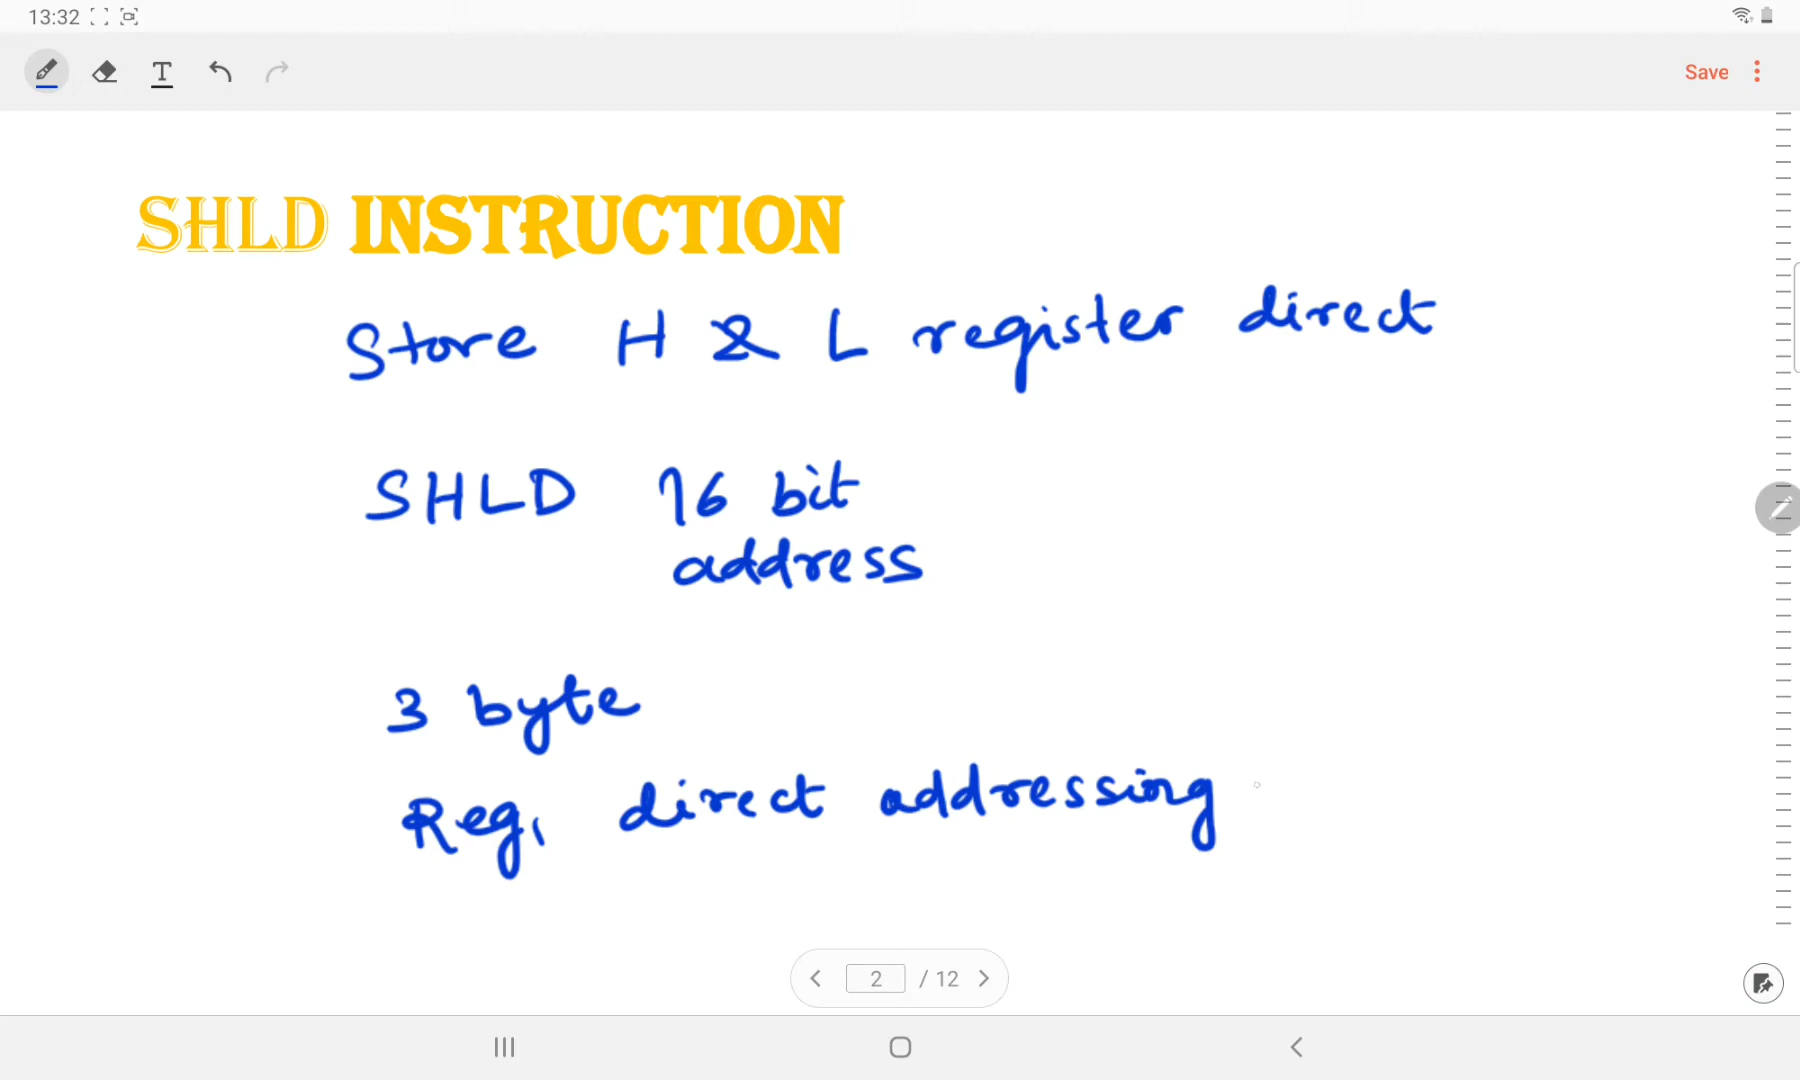 13:32
T
Save
SHLD INSTRUCTION
Store H & L register direct
SHLD 16 bit
address
3 byte
Reg, direct addressing
2 / 12